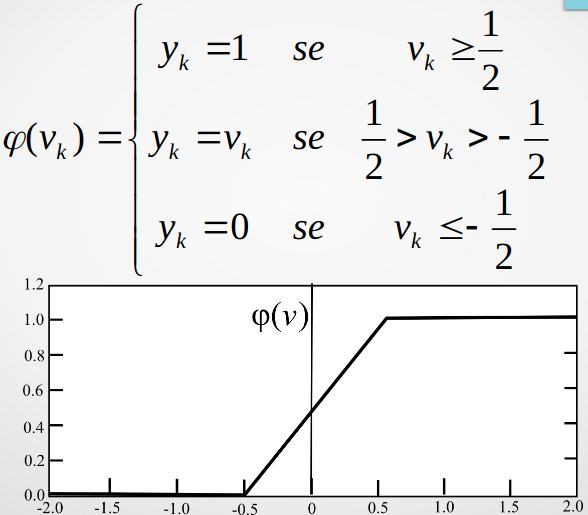 y_k = 1 se v_k ≥ 1/2
φ(v_k) = y_k = v_k se 1/2 > v_k > - 1/2
y_k = 0 se v_k ≤ - 1/2
1.2
φ(v)
1.0
0.8
0.6
0.4
0.2
0.0
-2.0 -1.5 -1.0 -0.5 0 0.5 1.0 1.5 2.0